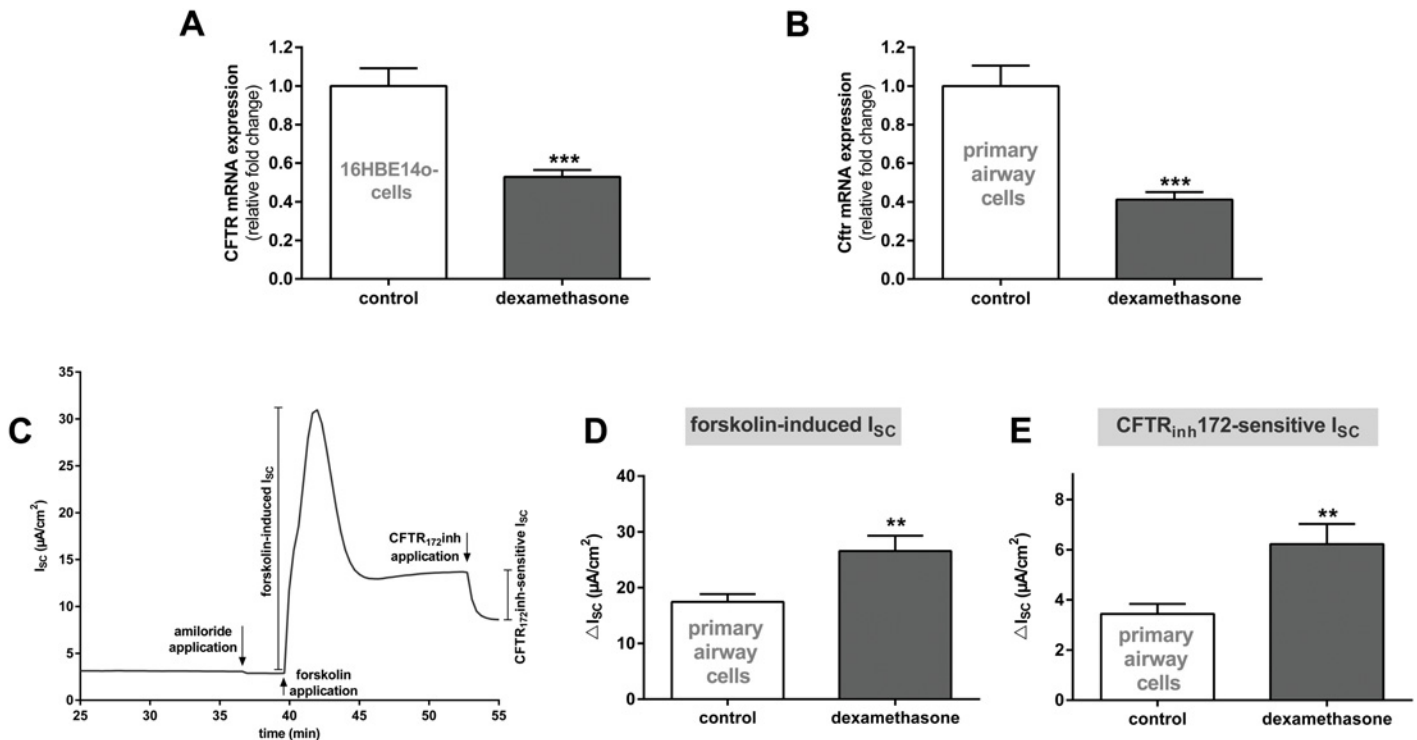 A
CFTR mRNA expression
(relative fold change)
1.2
1.0
0.8
0.6
0.4
0.2
0.0
16HBE14o-
cells
***
control
dexamethasone
B
Cftr mRNA expression
(relative fold change)
1.2
1.0
0.8
0.6
0.4
0.2
0.0
primary
airway
cells
***
control
dexamethasone
C
ISC (µA/cm2)
35
30
25
20
15
10
5
0
amiloride
application
forskolin-induced ISC
forskolin
application
CFTR172inh
application
CFTR172inh-sensitive ISC
25
30
35
40
45
50
55
time (min)
D
forskolin-induced ISC
△ISC (µA/cm2)
40
30
20
10
0
primary
airway
cells
**
control
dexamethasone
E
CFTRinh172-sensitive ISC
△ISC (µA/cm2)
8
6
4
2
0
primary
airway
cells
**
control
dexamethasone